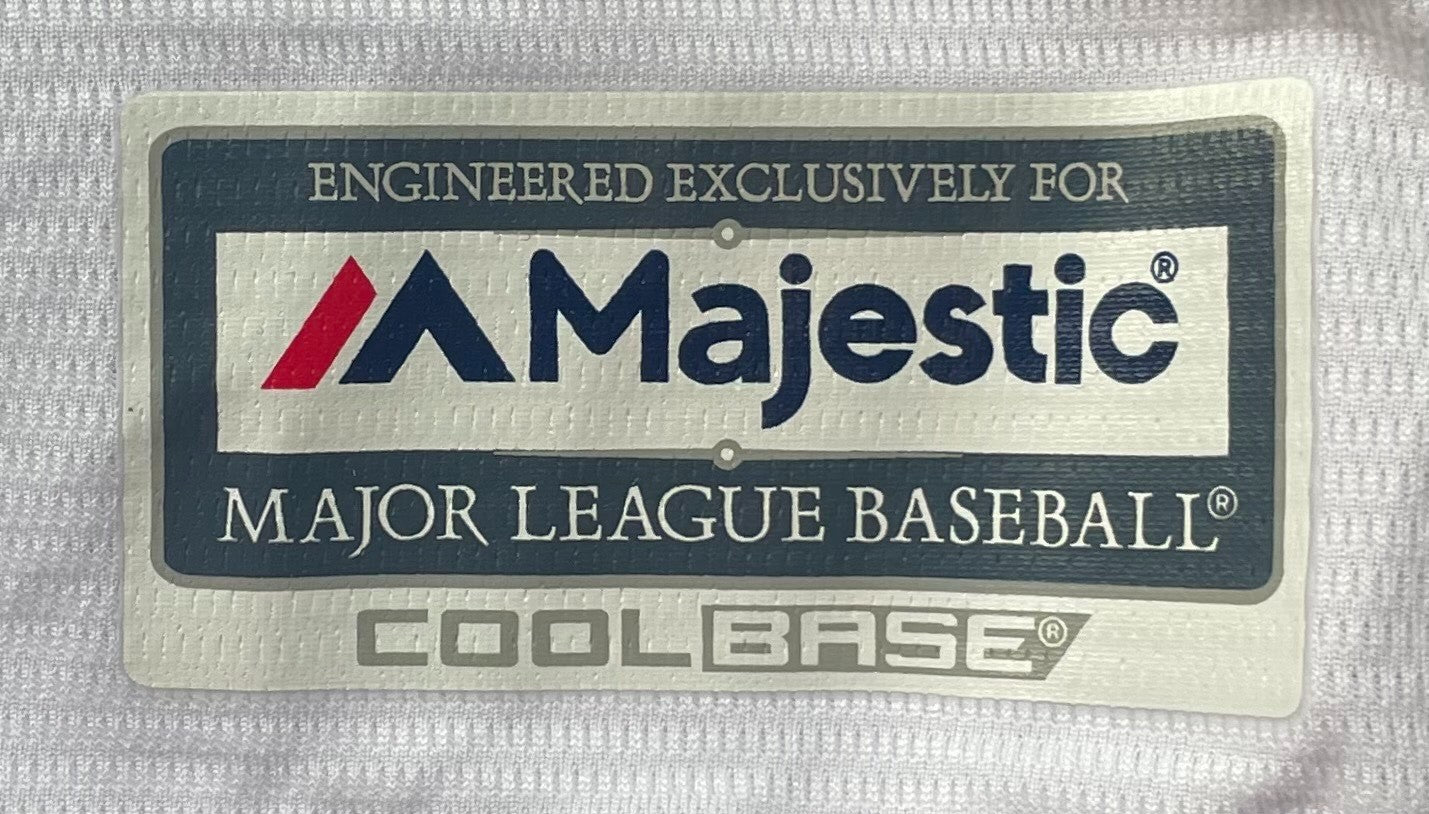 ENGINEERED EXCLUSIVELY FOR
Majestic®
MAJOR LEAGUE BASEBALL®
COOLBASE®